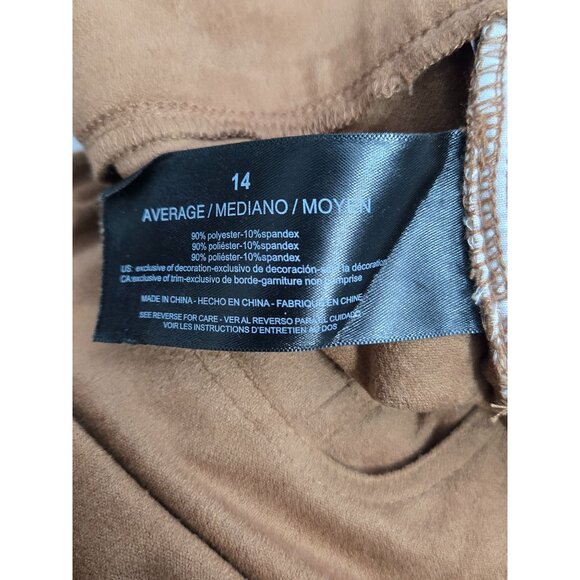 14
AVERAGE / MEDIANO / MOYEN
90% polyester-10%spandex
90% poliéster-10%spandex
90% poliéster-10%spandex
US: exclusive of decoration-exclusivo de decoración- la décoration
CA:exclusive of trim-exclusivo de borde-garniture non comprise
MADE IN CHINA - HECHO EN CHINA - FABRIQUÉ EN CHINE
SEE REVERSE FOR CARE - VER AL REVERSO PARA EL CUIDADO
VOIR LES INSTRUCTIONS D'ENTRETIEN AU DOS